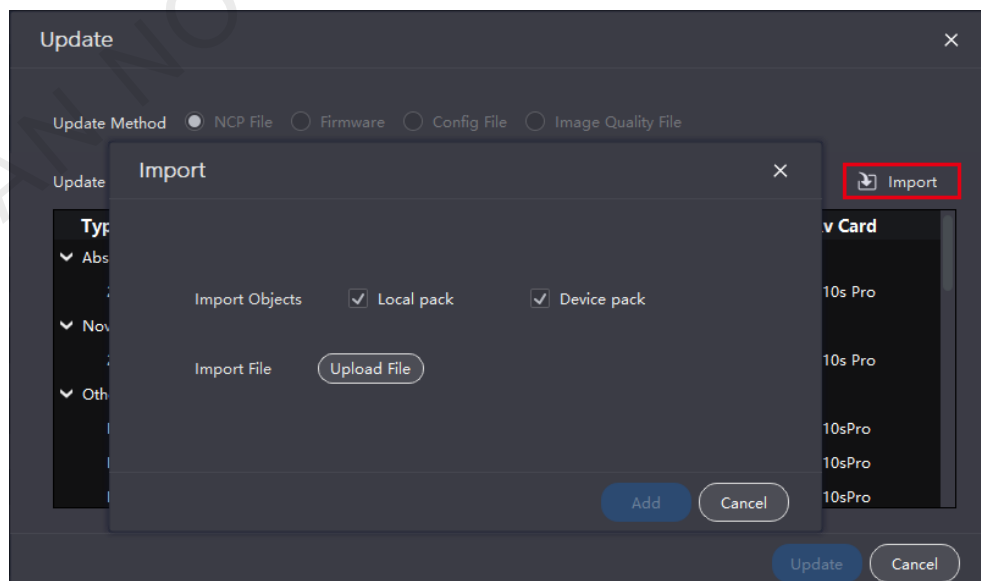 Update
Update Method NCP File Firmware Config File Image Quality File
Import
Update
Import
Typ
v Card
Abs
10s Pro
Import Objects Local pack Device pack
Nov
10s Pro
Import File Upload File
Oth
10sPro
10sPro
Add Cancel
10sPro
Update Cancel